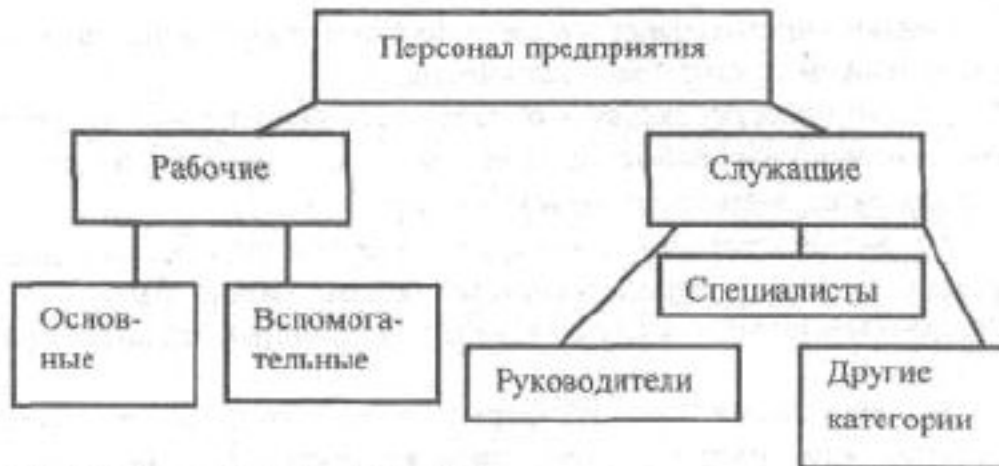 Персонал предприятия
Рабочие
Служащие
Основ-
ные
Вспомога-
тельные
Специалисты
Руководители
Другие
категории